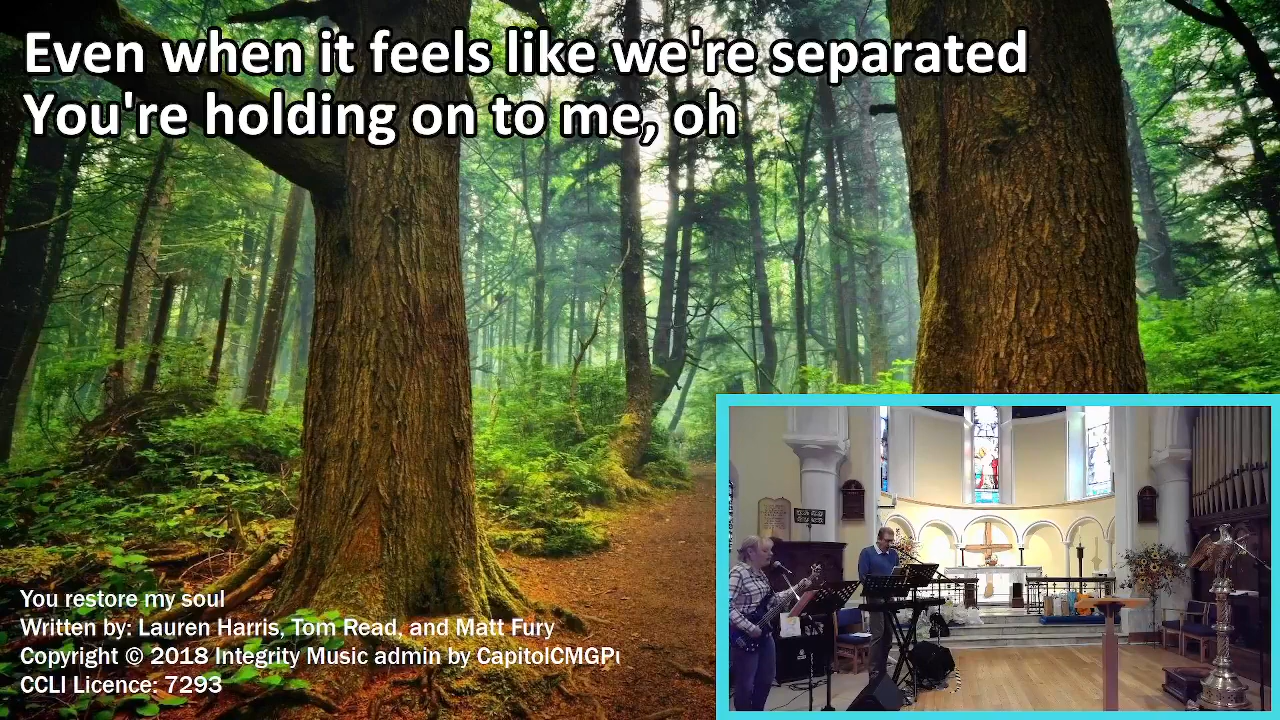 Even when it feels like we're separated
You're holding on to me, oh
You restore my soul
Written by: Lauren Harris, Tom Read, and Matt Fury
Copyright © 2018 Integrity Music admin by CapitolCMGPu
CCLI Licence: 7293